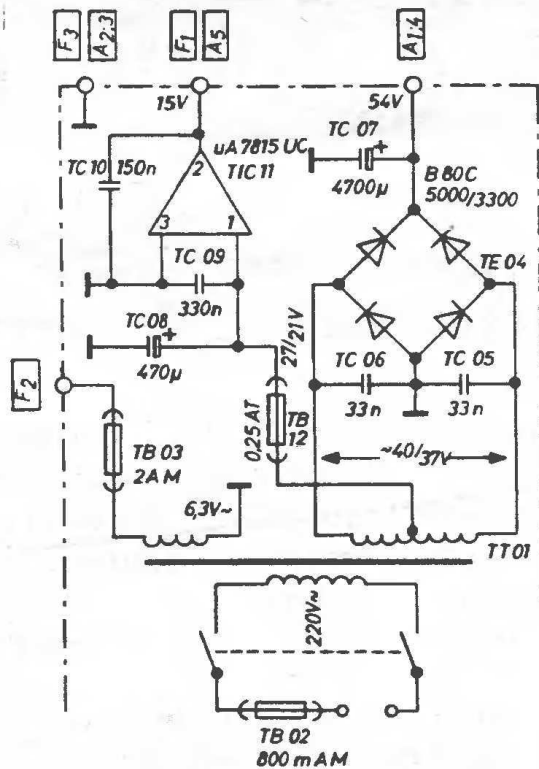 F3
A2;3
F1
A5
A1;4
15V
54V
TC 07
4700µ
uA 7815 UC
TIC 11
TC 10 150n
2
3
1
B 80C
5000/3300
TE 04
TC 09
330n
TC 08
470µ
27/21V
TC 06
33n
TC 05
33n
F2
TB 03
2AM
0,25 AT
TB
12
~40/37V
6,3V~
TT 01
220V~
TB 02
800 mAM